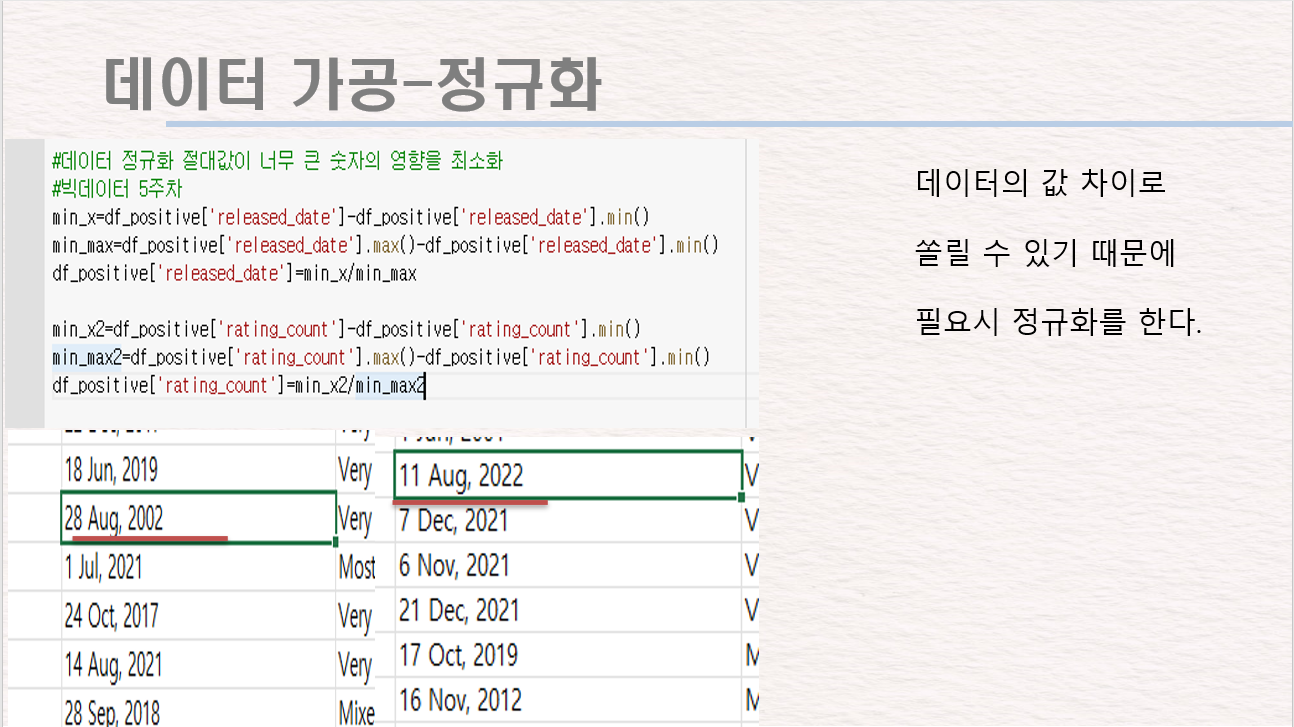 데이터 가공-정규화
#데이터 정규화 절대값이 너무 큰 숫자의 영향을 최소화
#빅데이터 5주차
min_x=df_positive['released_date']-df_positive['released_date'].min()
min_max=df_positive['released_date'].max()-df_positive['released_date'].min()
df_positive['released_date']=min_x/min_max
min_x2=df_positive['rating_count']-df_positive['rating_count'].min()
min_max2=df_positive['rating_count'].max()-df_positive['rating_count'].min()
df_positive['rating_count']=min_x2/min_max2
데이터의 값 차이로
쏠릴 수 있기 때문에
필요시 정규화를 한다.
18 Jun, 2019 Very
28 Aug, 2002 Very
1 Jul, 2021 Most
24 Oct, 2017 Very
14 Aug, 2021 Very
28 Sep, 2018 Mixe
11 Aug, 2022 V
7 Dec, 2021 V
6 Nov, 2021 V
21 Dec, 2021 V
17 Oct, 2019 M
16 Nov, 2012 M